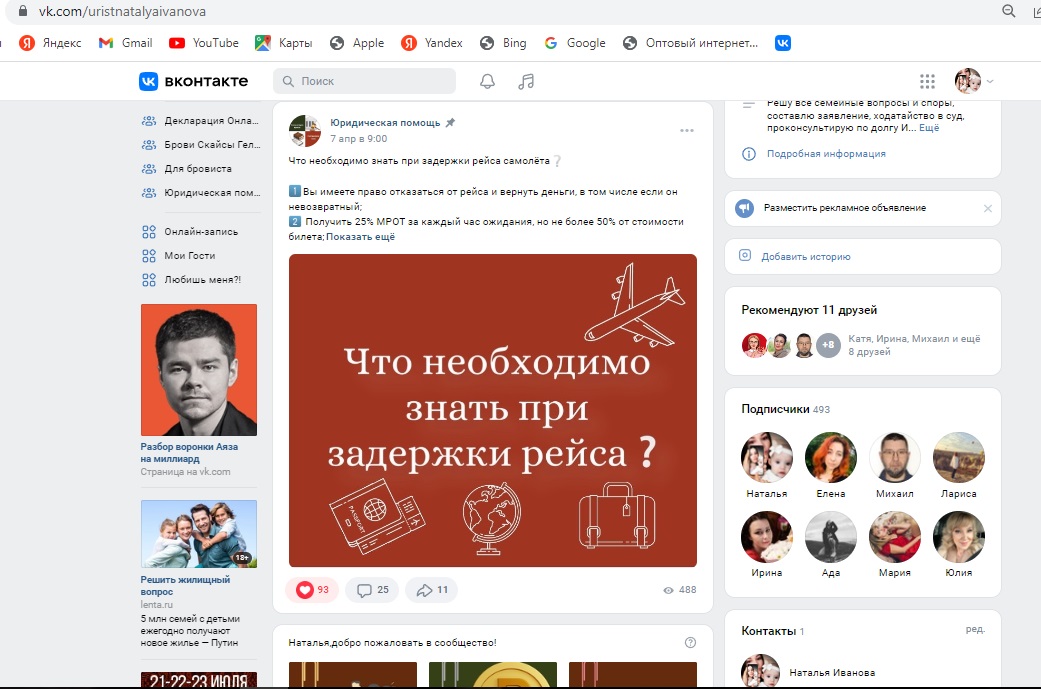 vk.com/uristnatalyaivanova
Яндекс
Gmail
YouTube
Карты
Apple
Yandex
Bing
Google
Оптовый интернет...
вконтакте
Поиск
Декларация Онла...
Брови Скайсы Гел...
Для бровиста
Юридическая пом...
Онлайн-запись
Мои Гости
Любишь меня?!
Разбор воронки Аяза
на миллиард
Страница на vk.com
18+
Решить жилищный
вопрос
lenta.ru
5 млн семей с детьми
ежегодно получают
новое жилье — Путин
21-22-23 ИЮЛЯ
Юридическая помощь
7 апр в 9:00
Что необходимо знать при задержки рейса самолёта❔
1 Вы имеете право отказаться от рейса и вернуть деньги, в том числе если он
невозвратный;
2 Получить 25% МРОТ за каждый час ожидания, но не более 50% от стоимости
билета; Показать ещё
Что необходимо
знать при
задержки рейса ?
PASSPORT
93
25
11
488
Наталья,добро пожаловать в сообщество!
Решу все семейные вопросы и споры,
составлю заявление, ходатайство в суд,
проконсультирую по долгу И... Ещё
Подробная информация
Разместить рекламное объявление
Добавить историю
Рекомендуют 11 друзей
+8
Катя, Ирина, Михаил и ещё
8 друзей
Подписчики 493
Наталья
Елена
Михаил
Лариса
Ирина
Ада
Мария
Юлия
Контакты 1
ред.
Наталья Иванова